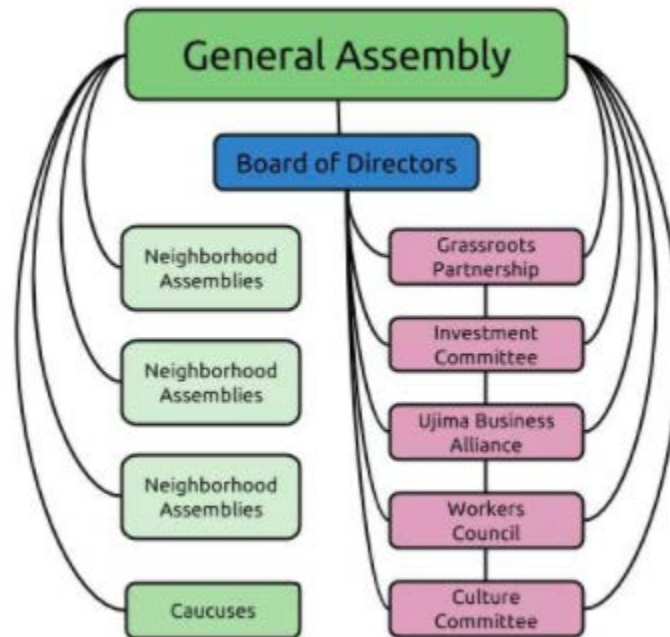 General Assembly
Board of Directors
Neighborhood
Assemblies
Neighborhood
Assemblies
Neighborhood
Assemblies
Caucuses
Grassroots
Partnership
Investment
Committee
Ujima Business
Alliance
Workers
Council
Culture
Committee